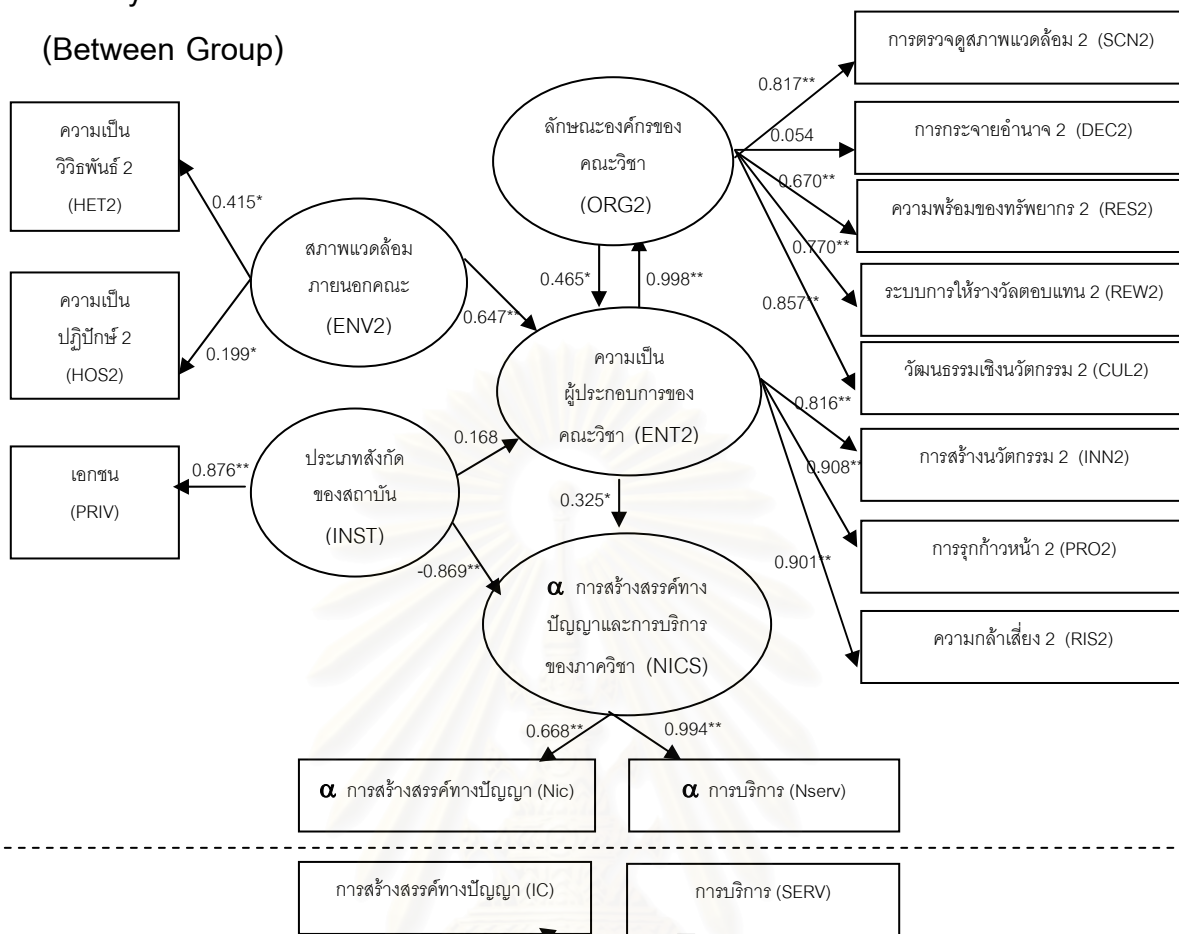 (Between Group)
การตรวจดูสภาพแวดล้อม 2 (SCN2)
0.817**
ความเป็น
วิวิธพันธ์ 2
(HET2)
ลักษณะองค์กรของ
คณะวิชา
(ORG2)
0.054
การกระจายอำนาจ 2 (DEC2)
0.670**
ความพร้อมของทรัพยากร 2 (RES2)
0.415*
สภาพแวดล้อม
ภายนอกคณะ
(ENV2)
0.770**
0.465*
0.998**
ระบบการให้รางวัลตอบแทน 2 (REW2)
ความเป็น
ปฏิปักษ์ 2
(HOS2)
0.857**
0.647**
0.199*
ความเป็น
ผู้ประกอบการของ
คณะวิชา (ENT2)
วัฒนธรรมเชิงนวัตกรรม 2 (CUL2)
0.816**
0.168
เอกชน
(PRIV)
0.876**
ประเภทสังกัด
ของสถาบัน
(INST)
0.908**
การสร้างนวัตกรรม 2 (INN2)
0.325*
การรุกก้าวหน้า 2 (PRO2)
0.901**
-0.869**
α การสร้างสรรค์ทาง
ปัญญาและการบริการ
ของภาควิชา (NICS)
ความกล้าเสี่ยง 2 (RIS2)
0.668**
0.994**
α การสร้างสรรค์ทางปัญญา (Nic)
α การบริการ (Nserv)
การสร้างสรรค์ทางปัญญา (IC)
การบริการ (SERV)